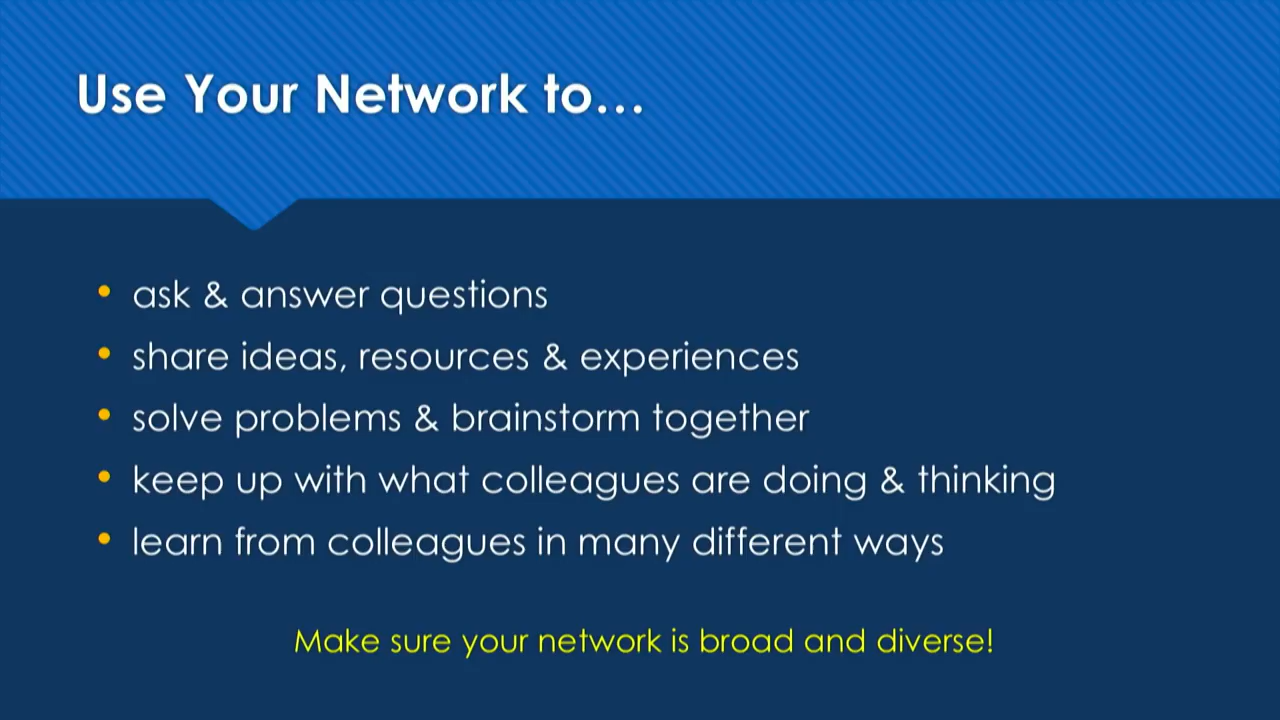 Use Your Network to...
• ask & answer questions
• share ideas, resources & experiences
• solve problems & brainstorm together
• keep up with what colleagues are doing & thinking
• learn from colleagues in many different ways
Make sure your network is broad and diverse!